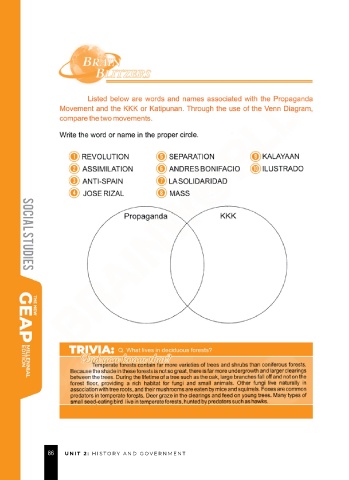 BRAIN
BLITZERS
Listed below are words and names associated with the Propaganda
Movement and the KKK or Katipunan. Through the use of the Venn Diagram,
compare the two movements.
Write the word or name in the proper circle.
1 REVOLUTION
2 ASSIMILATION
3 ANTI-SPAIN
4 JOSE RIZAL
5 SEPARATION
6 ANDRES BONIFACIO
7 LA SOLIDARIDAD
8 MASS
9 KALAYAAN
10 ILUSTRADO
Propaganda KKK
SOCIAL STUDIES
THE NEW
GEAP
MILLENNIAL
EDITION
TRIVIA: Q. What lives in deciduous forests?
Temperate forests contain far more varieties of trees and shrubs than coniferous forests.
Because the shade in these forests is not so great, there is far more undergrowth and larger clearings
between the trees. During the lifetime of a tree such as the oak, large branches fall off and rot on the
forest floor, providing a rich habitat for fungi and small animals. Other fungi live naturally in
association with tree roots, and their mushrooms are eaten by mice and squirrels. Foxes are common
predators in temperate forests. Deer graze in the clearings and feed on young trees. Many types of
small seed-eating bird live in temperate forests, hunted by predators such as hawks.
86 UNIT 2: HISTORY AND GOVERNMENT